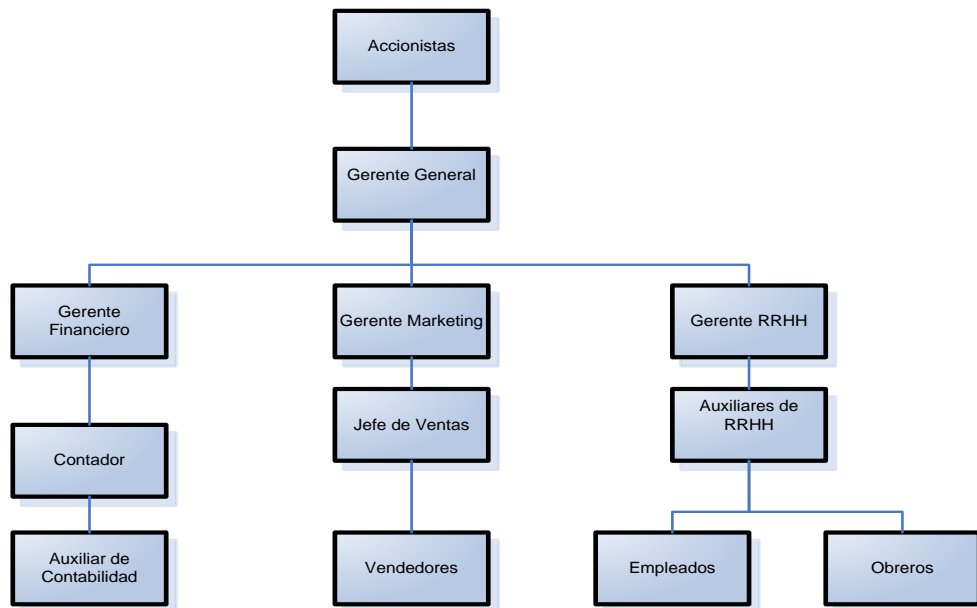 Accionistas
Gerente General
Gerente
Financiero
Gerente Marketing
Gerente RRHH
Contador
Jefe de Ventas
Auxiliares de
RRHH
Auxiliar de
Contabilidad
Vendedores
Empleados
Obreros